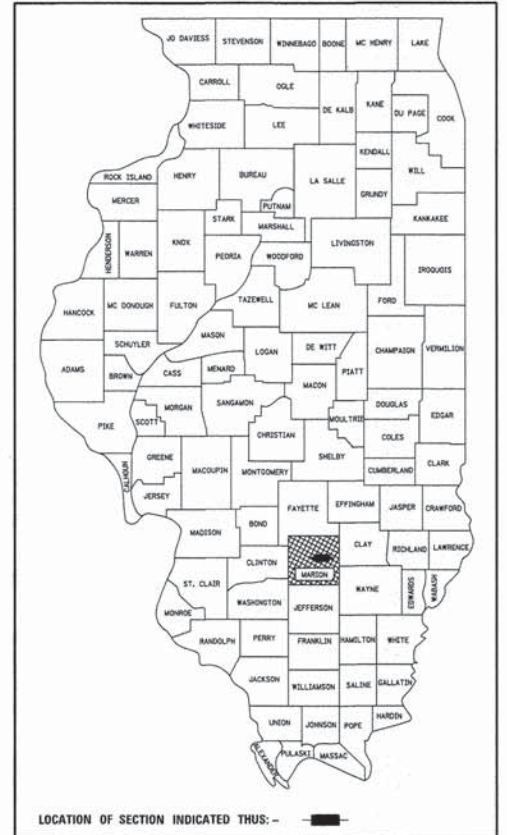 JO DAVIESS STEVENSON WINNEBAGO BOONE MC HENRY LAKE
CARROLL OGLE DE KALB KANE DU PAGE COOK
WHITESIDE LEE
KENDALL WILL
ROCK ISLAND HENRY BUREAU LA SALLE GRUNDY
MERCER PUTNAM
STARK MARSHALL KANKAKEE
HENDERSON WARREN KNOX PEORIA WOODFORD LIVINGSTON IROQUOIS
HANCOCK MC DONOUGH FULTON TAZEWELL MC LEAN FORD
MASON
SCHUYLER LOGAN DE WITT CHAMPAIGN VERMILION
ADAMS BROWN CASS MENARD MACON PIATT
MORGAN SANGAMON DOUGLAS
PIKE SCOTT CHRISTIAN MOULTRIE COLES EDGAR
GREENE MACOUPIN MONTGOMERY SHELBY
CALHOUN JERSEY CUMBERLAND CLARK
FAYETTE EFFINGHAM JASPER CRAWFORD
MADISON BOND
CLAY RICHLAND LAWRENCE
CLINTON MARION
ST. CLAIR WAYNE EDWARDS WABASH
WASHINGTON JEFFERSON
MONROE
RANDOLPH PERRY FRANKLIN HAMILTON WHITE
JACKSON WILLIAMSON SALINE GALLATIN
UNION JOHNSON POPE HARDIN
ALEXANDER PULASKI MASSAC
LOCATION OF SECTION INDICATED THUS: -